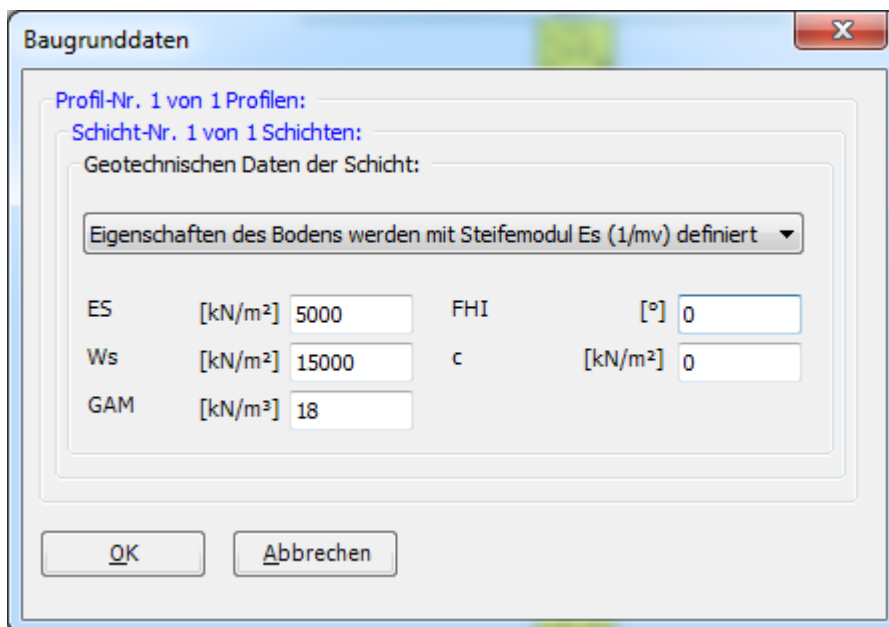 Baugrunddaten
Profil-Nr. 1 von 1 Profilen:
Schicht-Nr. 1 von 1 Schichten:
Geotechnischen Daten der Schicht:
Eigenschaften des Bodens werden mit Steifemodul Es (1/mv) definiert
ES [kN/m²] 5000 FHI [°] 0
Ws [kN/m²] 15000 c [kN/m²] 0
GAM [kN/m³] 18
OK Abbrechen